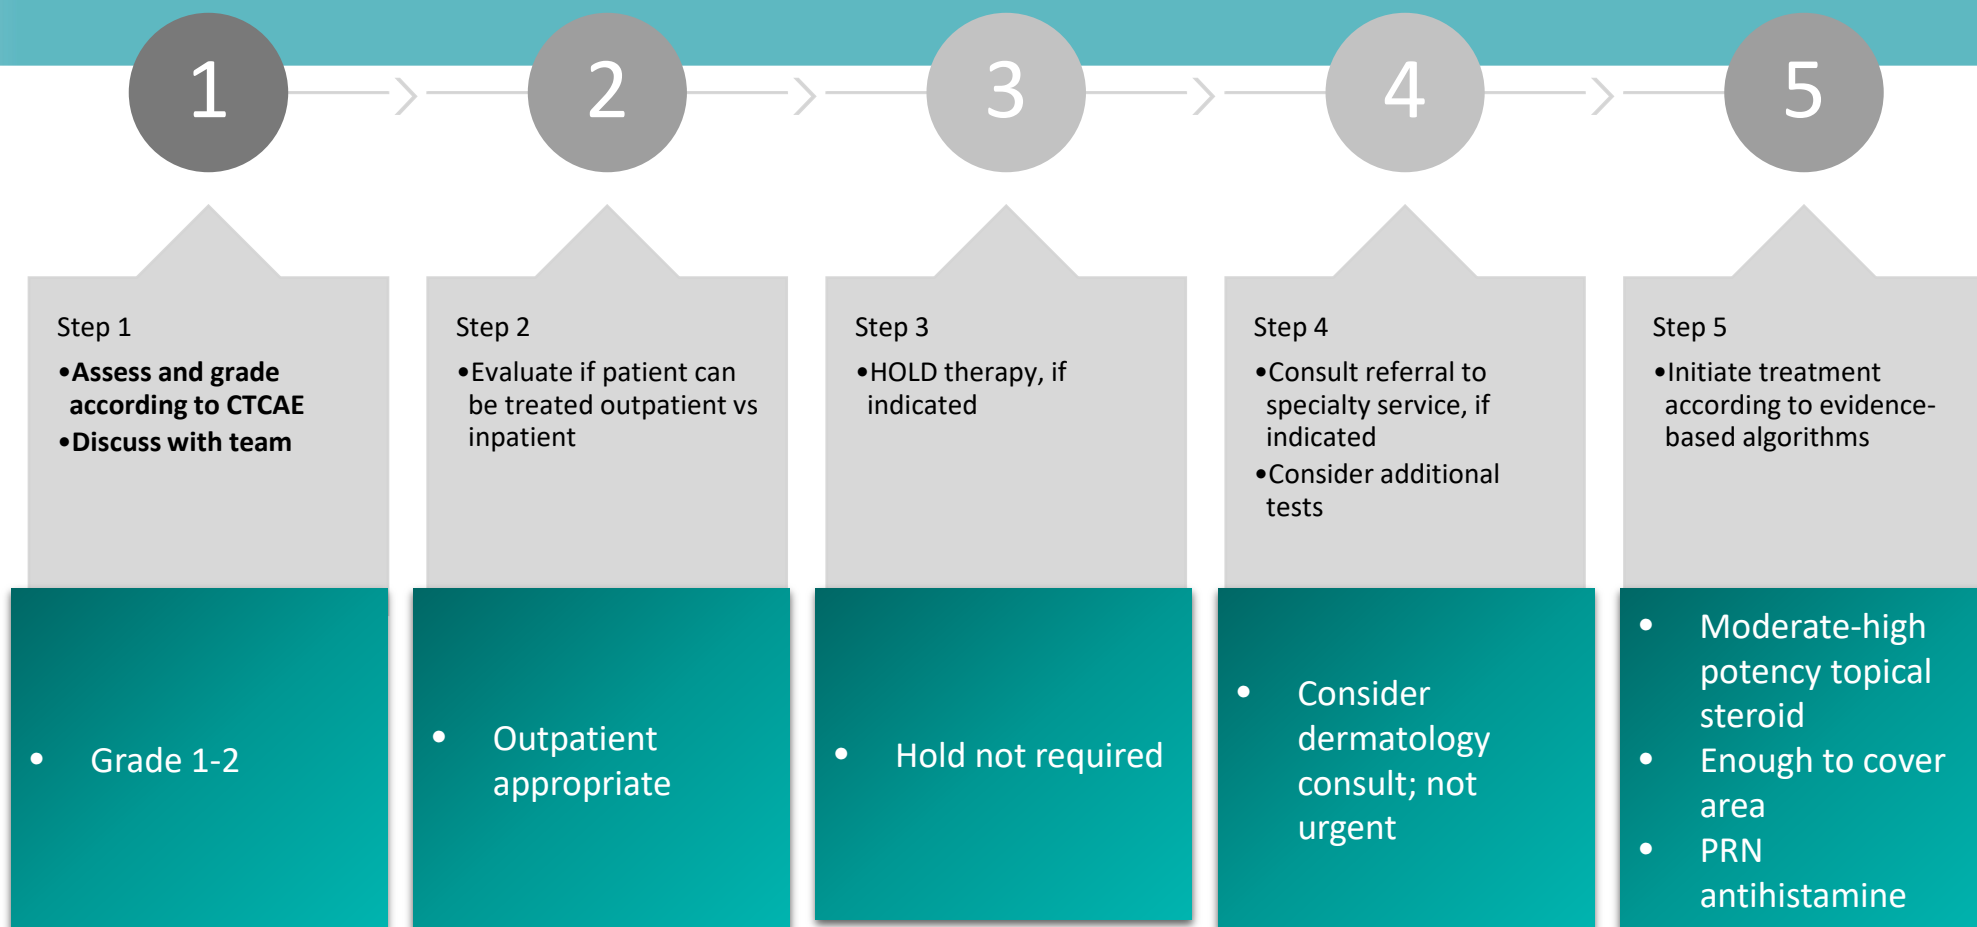 1
2
3
4
5
Step 1
•Assess and grade
according to CTCAE
•Discuss with team
Step 2
•Evaluate if patient can
be treated outpatient vs
inpatient
Step 3
•HOLD therapy, if
indicated
Step 4
•Consult referral to
specialty service, if
indicated
•Consider additional
tests
Step 5
•Initiate treatment
according to evidence-
based algorithms
• Grade 1-2
• Outpatient
appropriate
• Hold not required
• Consider
dermatology
consult; not
urgent
• Moderate-high
potency topical
steroid
• Enough to cover
area
• PRN
antihistamine